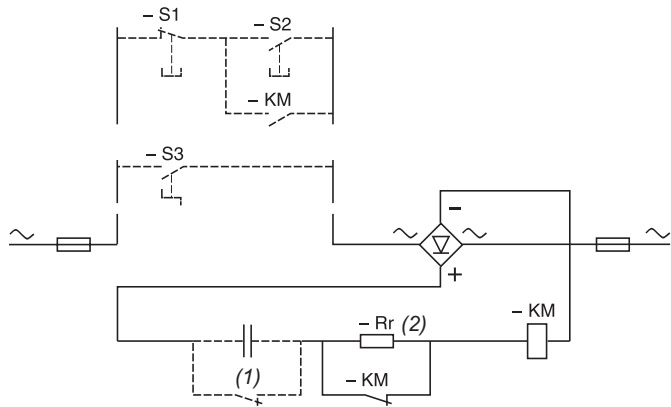 – S1
– S2
– KM
– S3
–
+
– Rr (2)
– KM
(1)
– KM